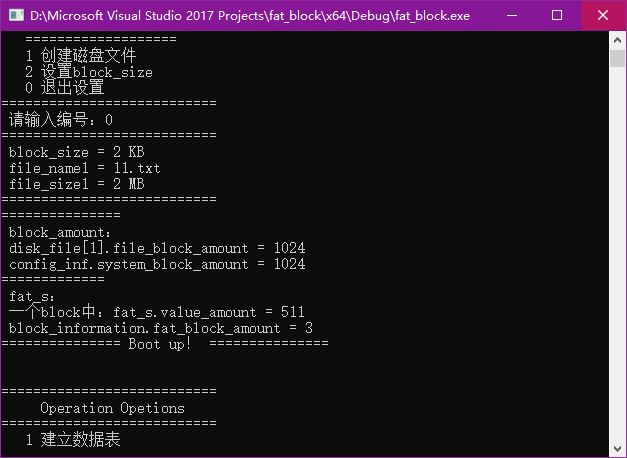 D:\Microsoft Visual Studio 2017 Projects\fat_block\x64\Debug\fat_block.exe
===================
1 创建磁盘文件
2 设置block_size
0 退出设置
===========================
请输入编号：0
===========================
block_size = 2 KB
file_name1 = 11.txt
file_size1 = 2 MB
===========================
===============
block_amount：
disk_file[1].file_block_amount = 1024
config_inf.system_block_amount = 1024
=============
fat_s：
一个block中：fat_s.value_amount = 511
block_information.fat_block_amount = 3
=============== Boot up!  ===============
===========================
Operation Opetions
===========================
1 建立数据表